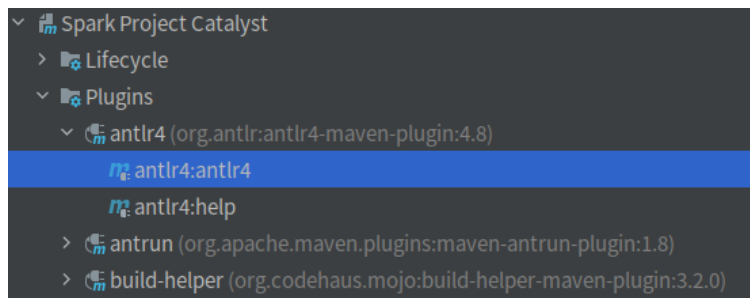 Spark Project Catalyst
Lifecycle
Plugins
antlr4 (org.antlr:antlr4-maven-plugin:4.8)
antlr4:antlr4
antlr4:help
antrun (org.apache.maven.plugins:maven-antrun-plugin:1.8)
build-helper (org.codehaus.mojo:build-helper-maven-plugin:3.2.0)